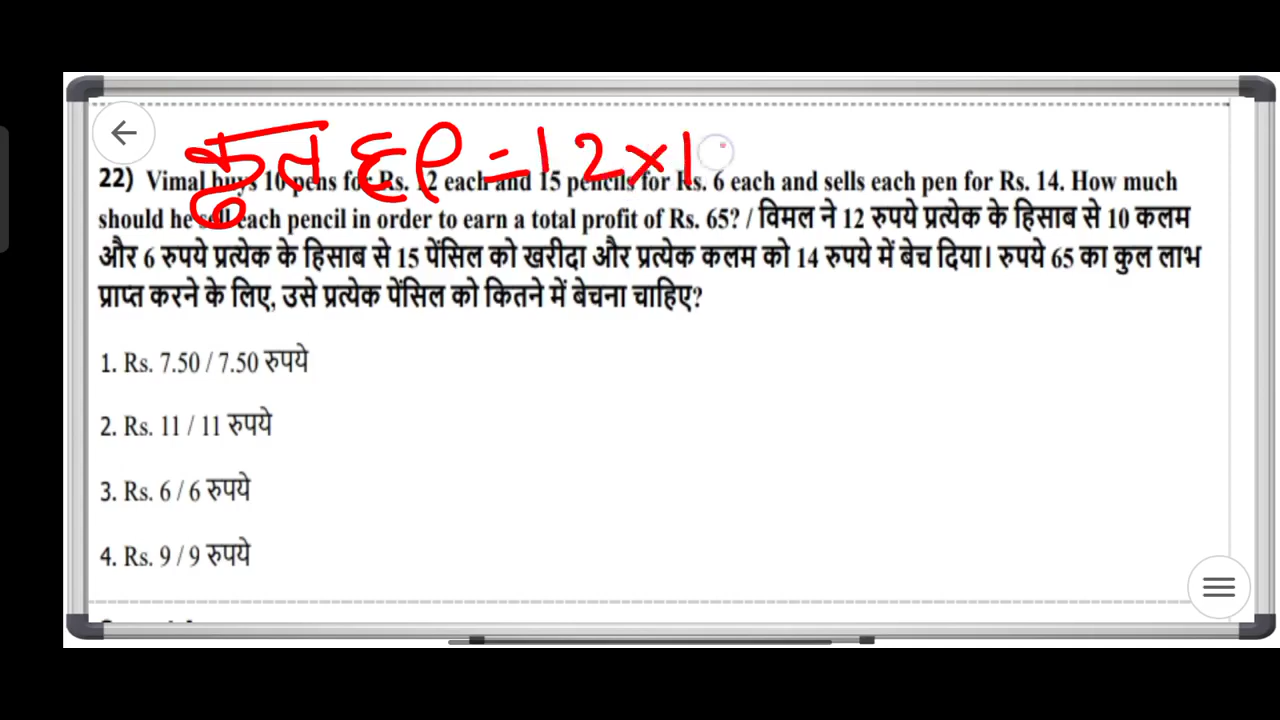 कुल क्रP = 12 × 1
22) Vimal buys 10 pens for Rs. 12 each and 15 pencils for Rs. 6 each and sells each pen for Rs. 14. How much
should he sell each pencil in order to earn a total profit of Rs. 65? / विमल ने 12 रुपये प्रत्येक के हिसाब से 10 कलम
और 6 रुपये प्रत्येक के हिसाब से 15 पेंसिल को खरीदा और प्रत्येक कलम को 14 रुपये में बेच दिया। रुपये 65 का कुल लाभ
प्राप्त करने के लिए, उसे प्रत्येक पेंसिल को कितने में बेचना चाहिए?
1. Rs. 7.50 / 7.50 रुपये
2. Rs. 11 / 11 रुपये
3. Rs. 6 / 6 रुपये
4. Rs. 9 / 9 रुपये